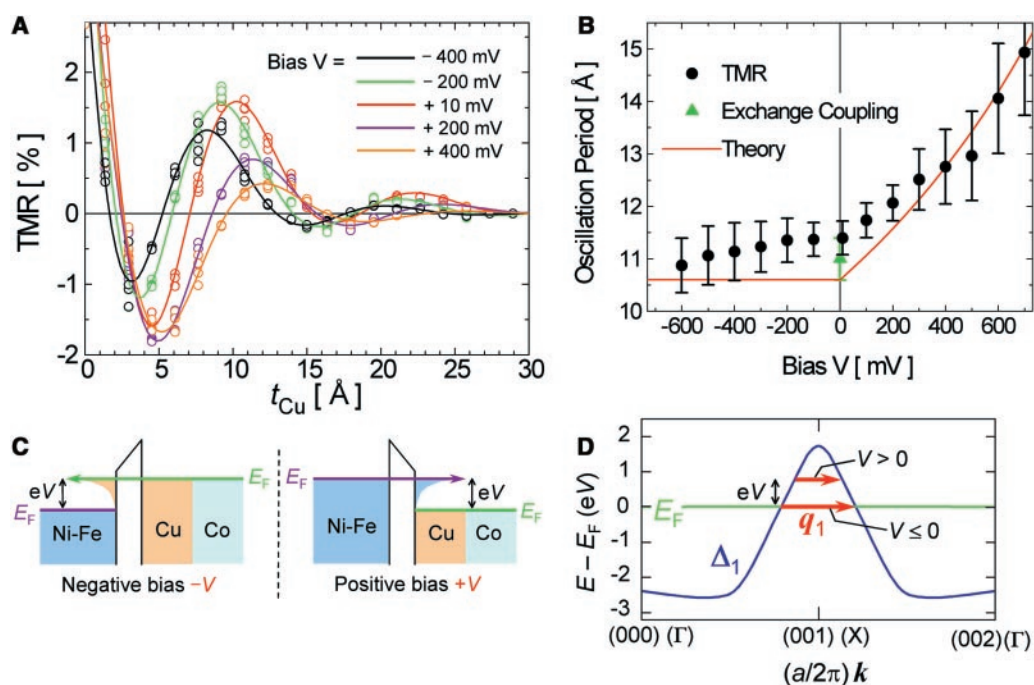 A
TMR [ % ]
2
1
0
-1
-2
0
5
10
15
20
25
30
t_Cu [ Å ]
Bias V =
− 400 mV
− 200 mV
+ 10 mV
+ 200 mV
+ 400 mV
B
Oscillation Period [ Å ]
15
14
13
12
11
10
TMR
Exchange Coupling
Theory
-600
-400
-200
0
200
400
600
Bias V [ mV ]
C
E_F
eV
E_F
Ni-Fe
Cu
Co
Negative bias −V
E_F
eV
E_F
Ni-Fe
Cu
Co
Positive bias +V
D
E − E_F (eV)
2
1
0
-1
-2
-3
V > 0
eV
E_F
q_1
V ≤ 0
Δ_1
(000) (Γ)
(001) (X)
(002)(Γ)
(a/2π) k